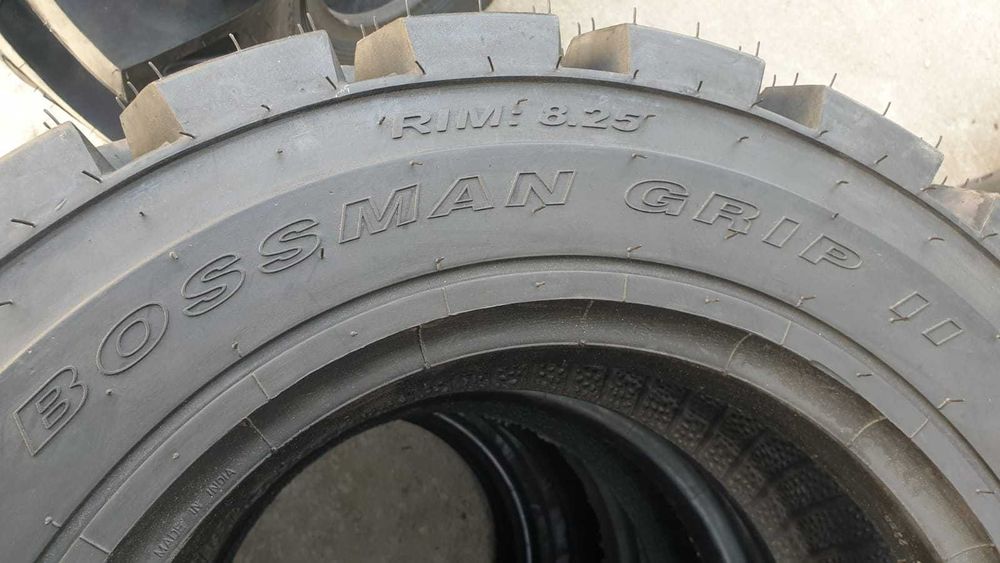 RIM: 8.25
BOSSMAN GRIP II
MADE IN INDIA